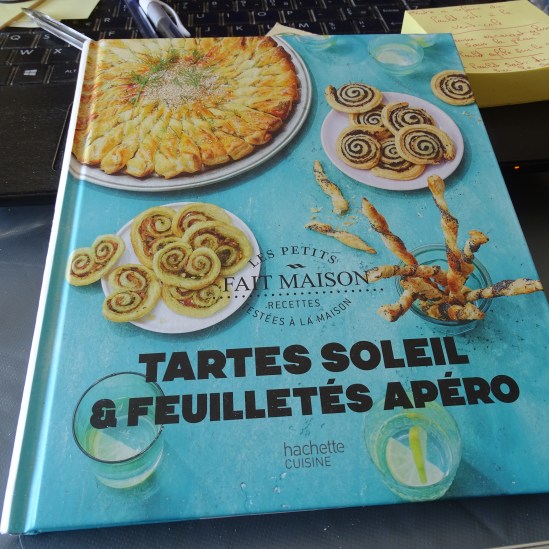 LES PETITS
FAIT MAISON
RECETTES
TESTÉES À LA MAISON
TARTES SOLEIL
& FEUILLETÉS APÉRO
hachette
CUISINE